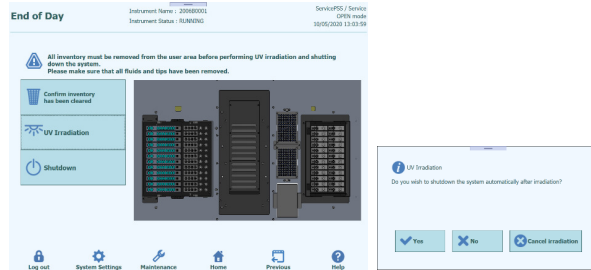 End of Day
Instrument Name : 2006B0001
Instrument Status : RUNNING
ServicePSS / Service
OPEN mode
10/05/2020 13:03:59
All inventory must be removed from the user area before performing UV irradiation and shutting
down the system.
Please make sure that all fluids and tips have been removed.
Confirm inventory
has been cleared
UV Irradiation
Shutdown
Log out
System Settings
Maintenance
Home
Previous
Help
UV Irradiation
Do you wish to shutdown the system automatically after irradiation?
Yes
No
Cancel irradiation